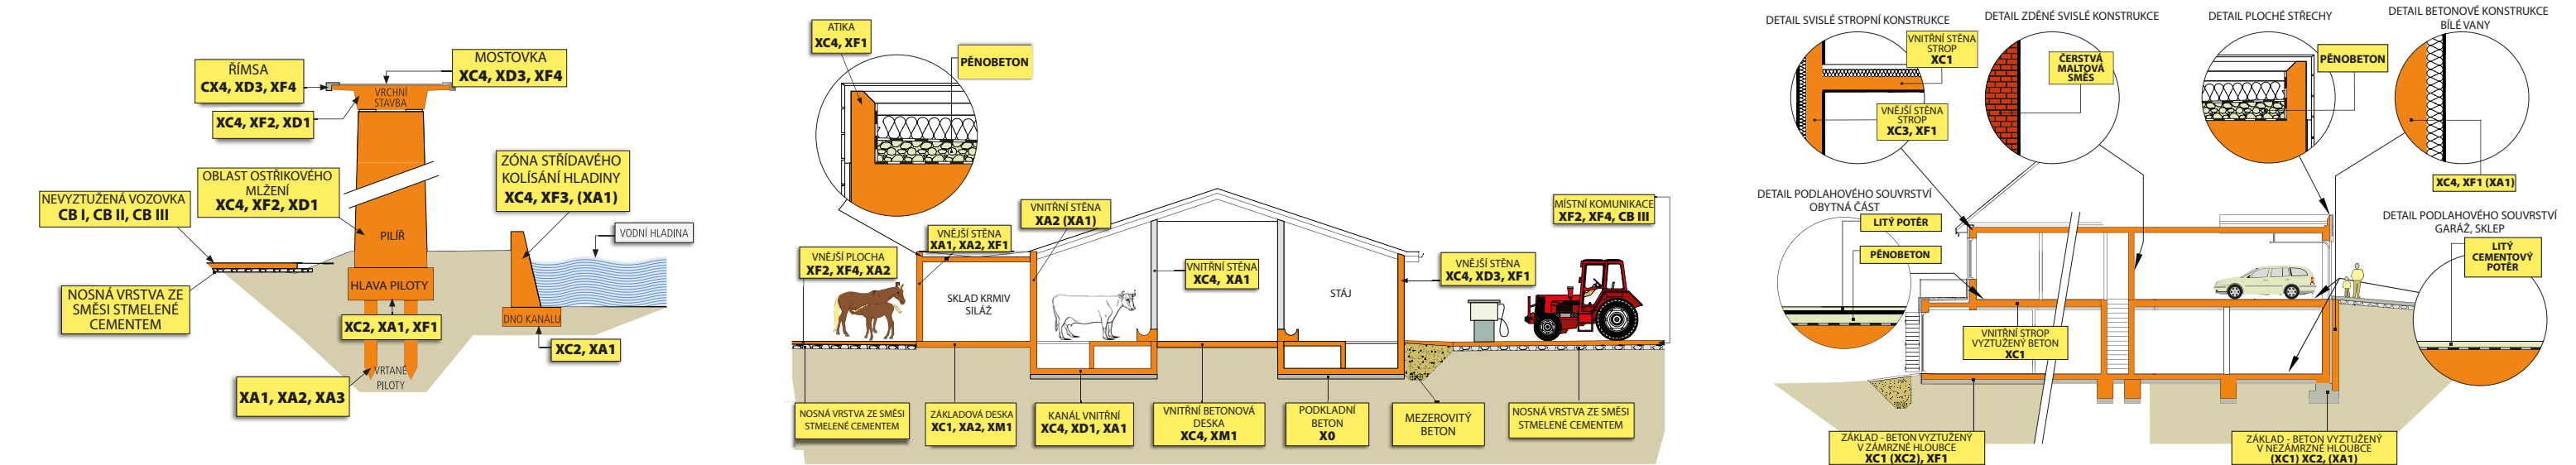 MOSTOVKA
XC4, XD3, XF4
ŘÍMSA
CX4, XD3, XF4
VRCHNÍ
STAVBA
XC4, XF2, XD1
ZÓNA STŘÍDAVÉHO
KOLÍSÁNÍ HLADINY
XC4, XF3, (XA1)
OBLAST OSTŘIKOVÉHO
MLŽENÍ
XC4, XF2, XD1
NEVYZTUŽENÁ VOZOVKA
CB I, CB II, CB III
PILÍŘ
VODNÍ HLADINA
HLAVA PILOTY
NOSNÁ VRSTVA ZE
SMĚSI STMELENÉ
CEMENTEM
XC2, XA1, XF1
DNO KANÁLU
XC2, XA1
VRTANÉ
PILOTY
XA1, XA2, XA3
ATIKA
XC4, XF1
PĚNOBETON
VNITŘNÍ STĚNA
XA2 (XA1)
MÍSTNÍ KOMUNIKACE
XF2, XF4, CB III
VNĚJŠÍ STĚNA
XA1, XA2, XF1
VNĚJŠÍ PLOCHA
XF2, XF4, XA2
VNITŘNÍ STĚNA
XC4, XA1
VNĚJŠÍ STĚNA
XC4, XD3, XF1
SKLAD KRMIV
SILÁŽ
STÁJ
NOSNÁ VRSTVA ZE SMĚSI
STMELENÉ CEMENTEM
ZÁKLADOVÁ DESKA
XC1, XA2, XM1
KANÁL VNITŘNÍ
XC4, XD1, XA1
VNITŘNÍ BETONOVÁ
DESKA
XC4, XM1
PODKLADNÍ
BETON
X0
MEZEROVITÝ
BETON
NOSNÁ VRSTVA ZE SMĚSI
STMELENÉ CEMENTEM
DETAIL SVISLÉ STROPNÍ KONSTRUKCE
DETAIL ZDĚNÉ SVISLÉ KONSTRUKCE
DETAIL PLOCHÉ STŘECHY
DETAIL BETONOVÉ KONSTRUKCE
BÍLÉ VANY
VNITŘNÍ STĚNA
STROP
XC1
ČERSTVÁ
MALTOVÁ
SMĚS
PĚNOBETON
VNĚJŠÍ STĚNA
STROP
XC3, XF1
XC4, XF1 (XA1)
DETAIL PODLAHOVÉHO SOUVRSTVÍ
OBYTNÁ ČÁST
LITÝ POTĚR
PĚNOBETON
DETAIL PODLAHOVÉHO SOUVRSTVÍ
GARÁŽ, SKLEP
LITÝ
CEMENTOVÝ
POTĚR
VNITŘNÍ STROP
VYZTUŽENÝ BETON
XC1
ZÁKLAD - BETON VYZTUŽENÝ
V ZÁMRZNÉ HLOUBCE
XC1 (XC2), XF1
ZÁKLAD - BETON VYZTUŽENÝ
V NEZÁMRZNÉ HLOUBCE
(XC1) XC2, (XA1)